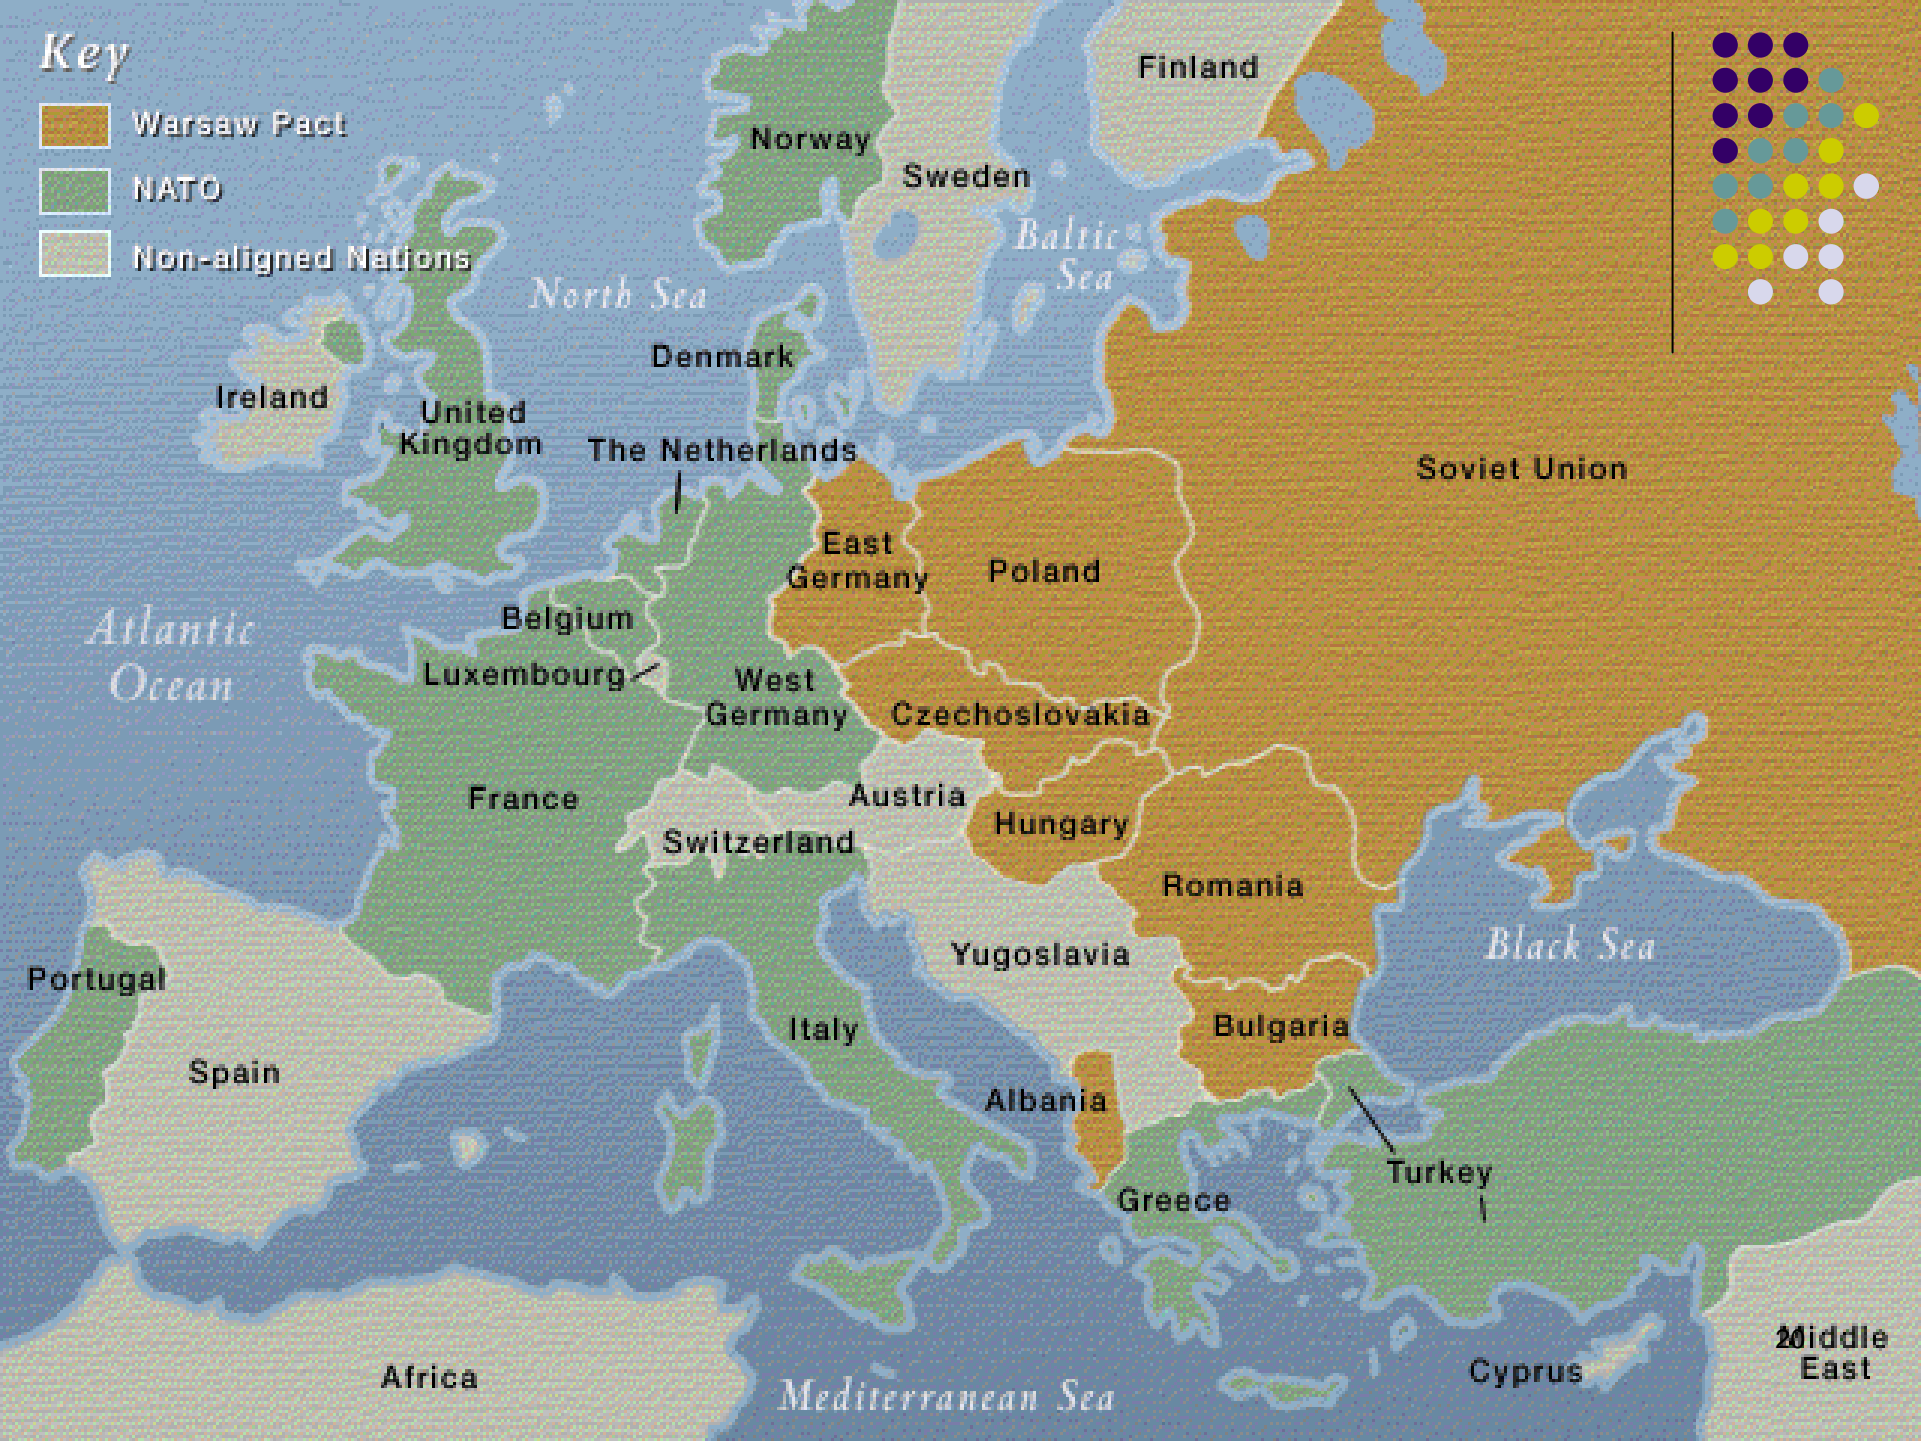 Key
Warsaw Pact
NATO
Non-aligned Nations
Finland
Norway
Sweden
Baltic
Sea
North Sea
Denmark
Ireland
United
Kingdom
The Netherlands
Soviet Union
East
Germany
Poland
Belgium
Atlantic
Ocean
Luxembourg
West
Germany
Czechoslovakia
France
Austria
Switzerland
Hungary
Romania
Yugoslavia
Black Sea
Portugal
Italy
Bulgaria
Spain
Albania
Turkey
Greece
Africa
Mediterranean Sea
Cyprus
Middle
East
20